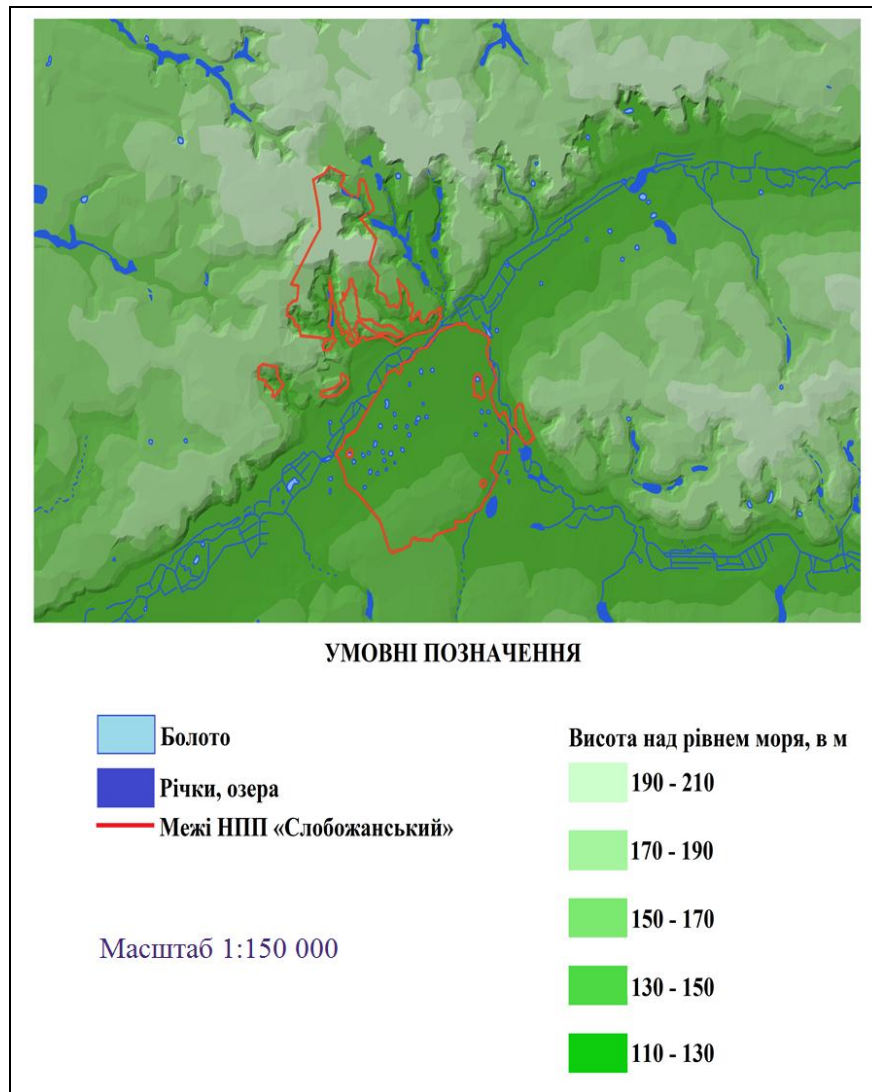 УМОВНІ ПОЗНАЧЕННЯ
Болото
Річки, озера
Межі НПП «Слобожанський»
Масштаб 1:150 000
Висота над рівнем моря, в м
190 - 210
170 - 190
150 - 170
130 - 150
110 - 130